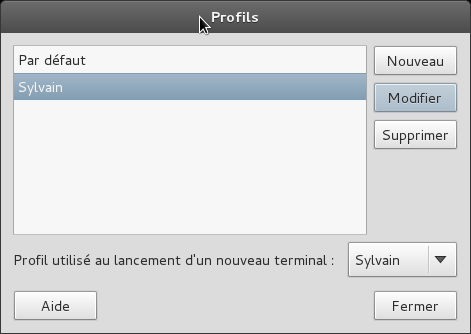 Profils
Par défaut
Sylvain
Nouveau
Modifier
Supprimer
Profil utilisé au lancement d'un nouveau terminal :
Sylvain
Aide
Fermer